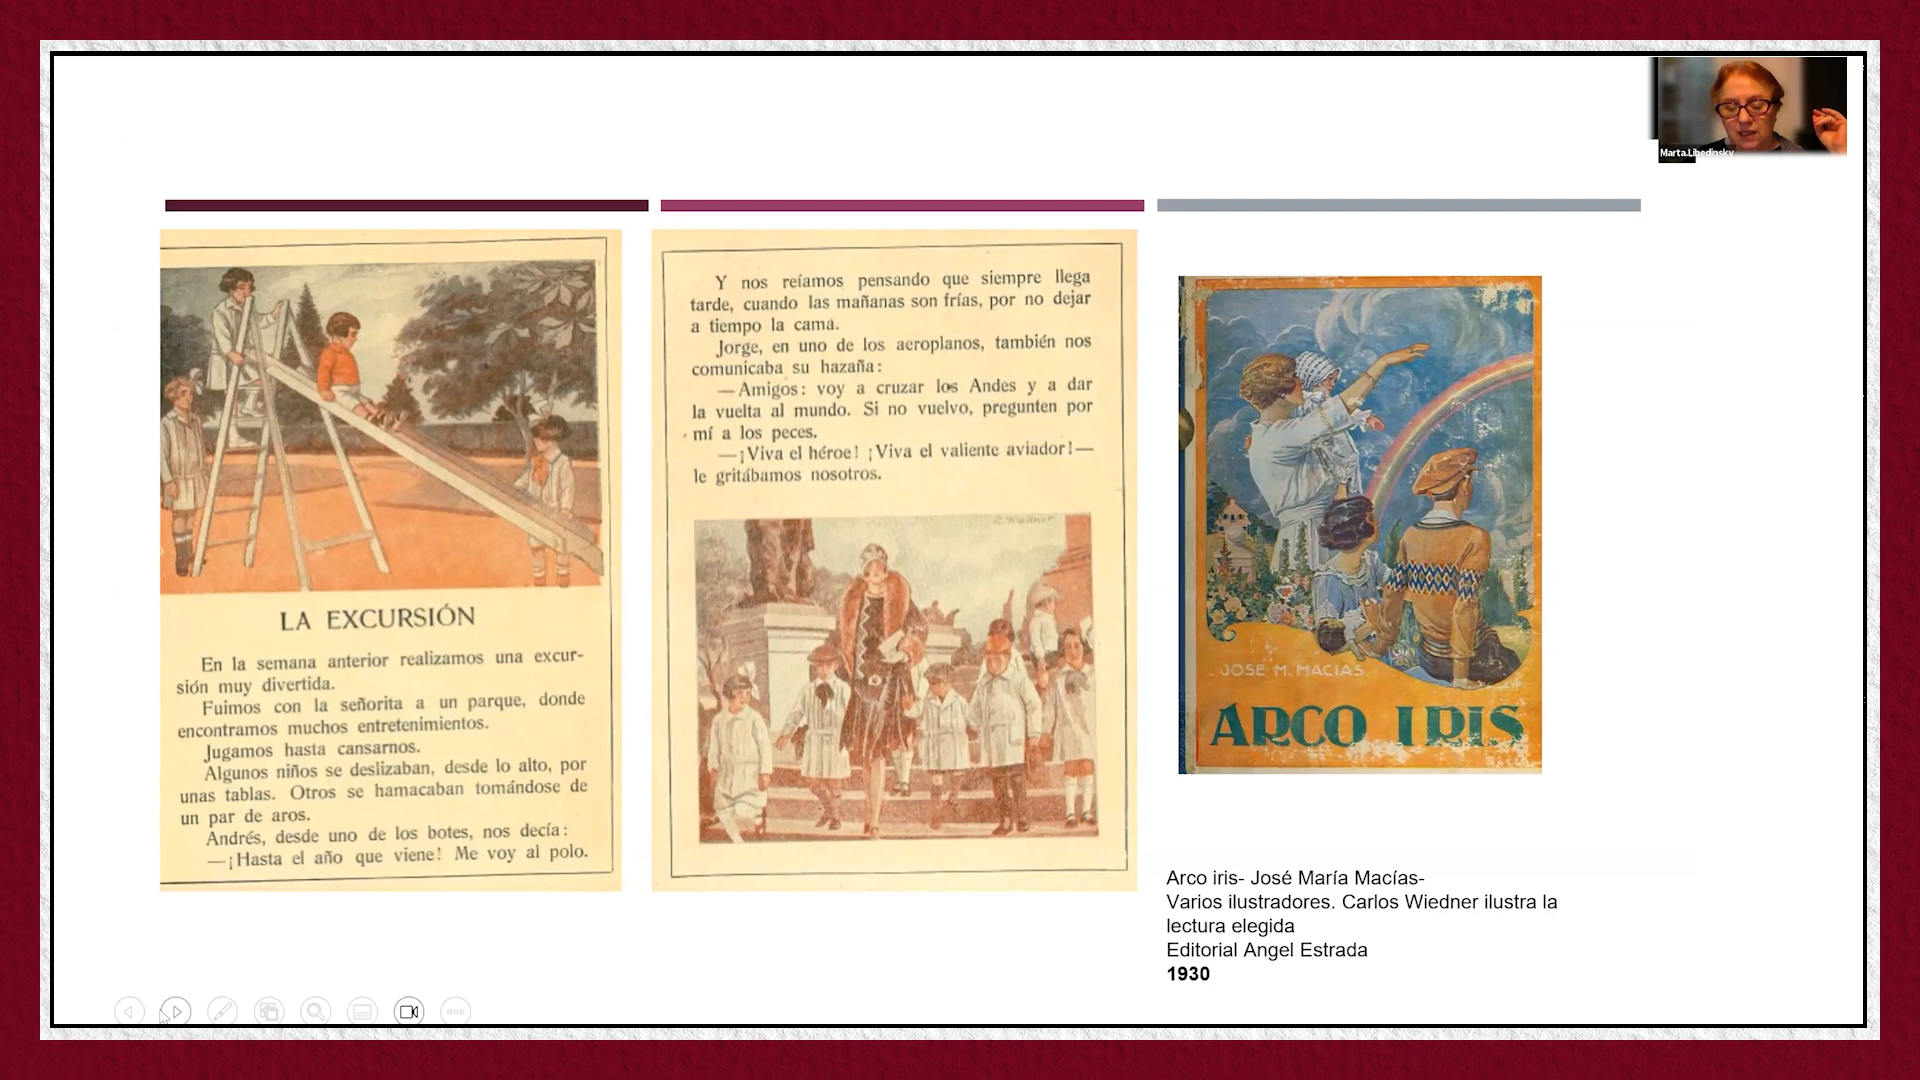 Marta.Libedinsky
LA EXCURSIÓN
En la semana anterior realizamos una excur-
sión muy divertida.
Fuimos con la señorita a un parque, donde
encontramos muchos entretenimientos.
Jugamos hasta cansarnos.
Algunos niños se deslizaban, desde lo alto, por
unas tablas. Otros se hamacaban tomándose de
un par de aros.
Andrés, desde uno de los botes, nos decía:
—¡Hasta el año que viene! Me voy al polo.
Y nos reíamos pensando que siempre llega
tarde, cuando las mañanas son frías, por no dejar
a tiempo la cama.
Jorge, en uno de los aeroplanos, también nos
comunicaba su hazaña:
—Amigos: voy a cruzar los Andes y a dar
la vuelta al mundo. Si no vuelvo, pregunten por
mí a los peces.
—¡Viva el héroe! ¡Viva el valiente aviador!—
le gritábamos nosotros.
C. Wiedner
JOSE M. MACIAS
ARCO IRIS
Arco iris- José María Macías-
Varios ilustradores. Carlos Wiedner ilustra la
lectura elegida
Editorial Angel Estrada
1930